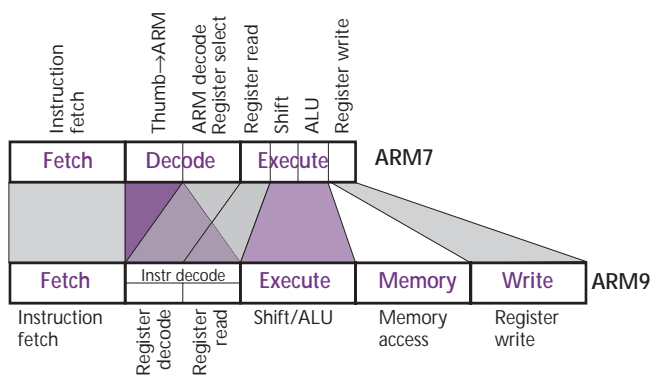 Instruction
fetch
Thumb→ARM
ARM decode
Register select
Register read
Shift
ALU
Register write
Fetch
Decode
Execute
ARM7
Fetch
Instr decode
Execute
Memory
Write
ARM9
Instruction
fetch
Register
decode
Register
read
Shift/ALU
Memory
access
Register
write